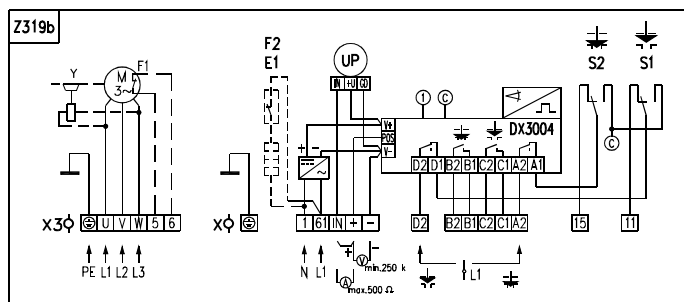 Z319b
Y
M
3~
F1
F2
E1
UP
IN +U GD
1
C
V+
POS
V-
DX3004
S2
S1
C
+ -
D2 D1 B2 B1 C2 C1 A2 A1
X3 U V W 5 6
X 1 61 IN + - D2 B2 B1 C2 C1 A2 15 11
PE L1 L2 L3
N L1
+ -
V
min.250 k
A
max.500 Ω
L1